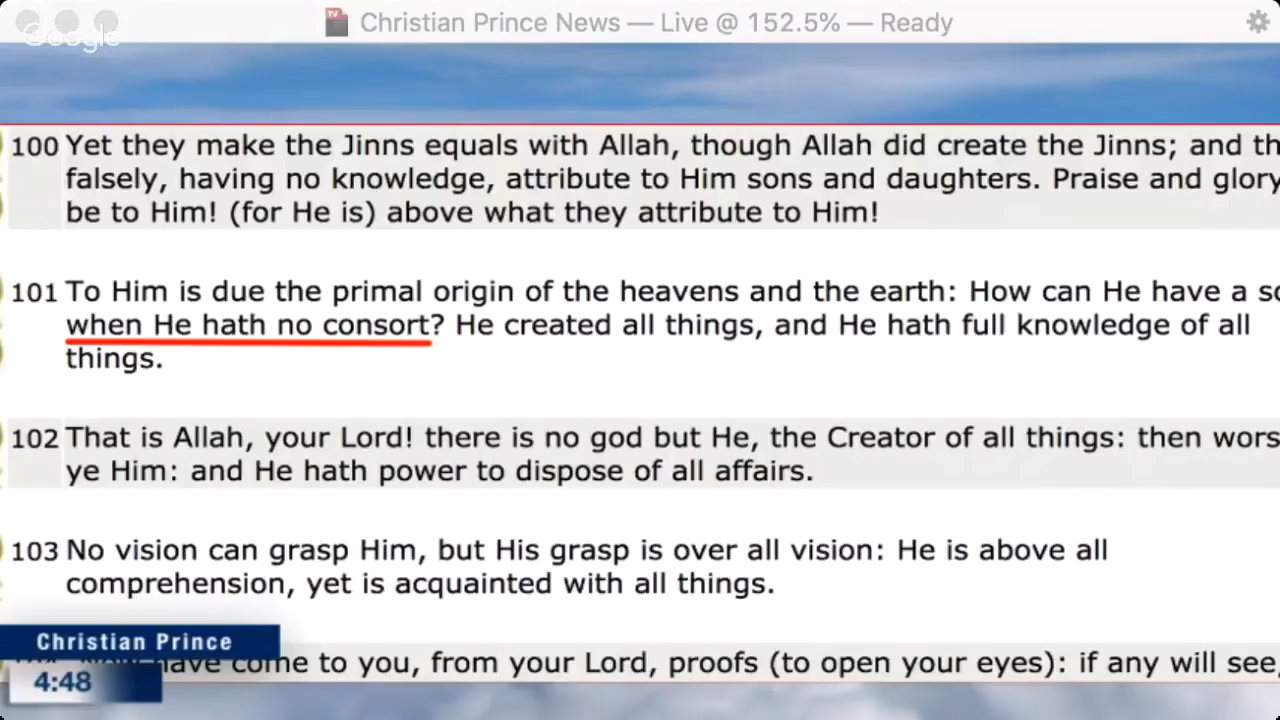 Christian Prince News — Live @ 152.5% — Ready
Google
TV
100 Yet they make the Jinns equals with Allah, though Allah did create the Jinns; and th
falsely, having no knowledge, attribute to Him sons and daughters. Praise and glory
be to Him! (for He is) above what they attribute to Him!
101 To Him is due the primal origin of the heavens and the earth: How can He have a so
when He hath no consort? He created all things, and He hath full knowledge of all
things.
102 That is Allah, your Lord! there is no god but He, the Creator of all things: then wors
ye Him: and He hath power to dispose of all affairs.
103 No vision can grasp Him, but His grasp is over all vision: He is above all
comprehension, yet is acquainted with all things.
Christian Prince
have come to you, from your Lord, proofs (to open your eyes): if any will see,
4:48